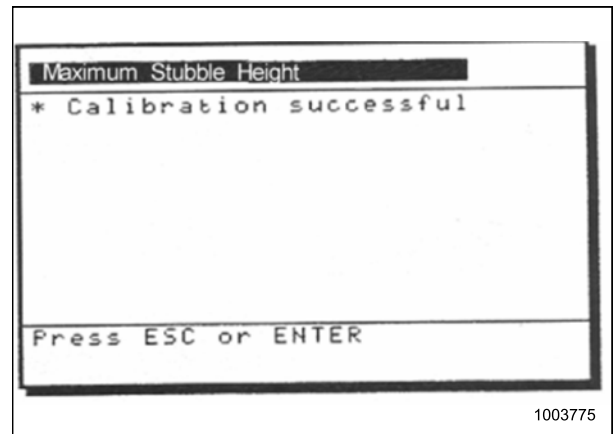 Maximum Stubble Height
* Calibration successful
Press ESC or ENTER
1003775